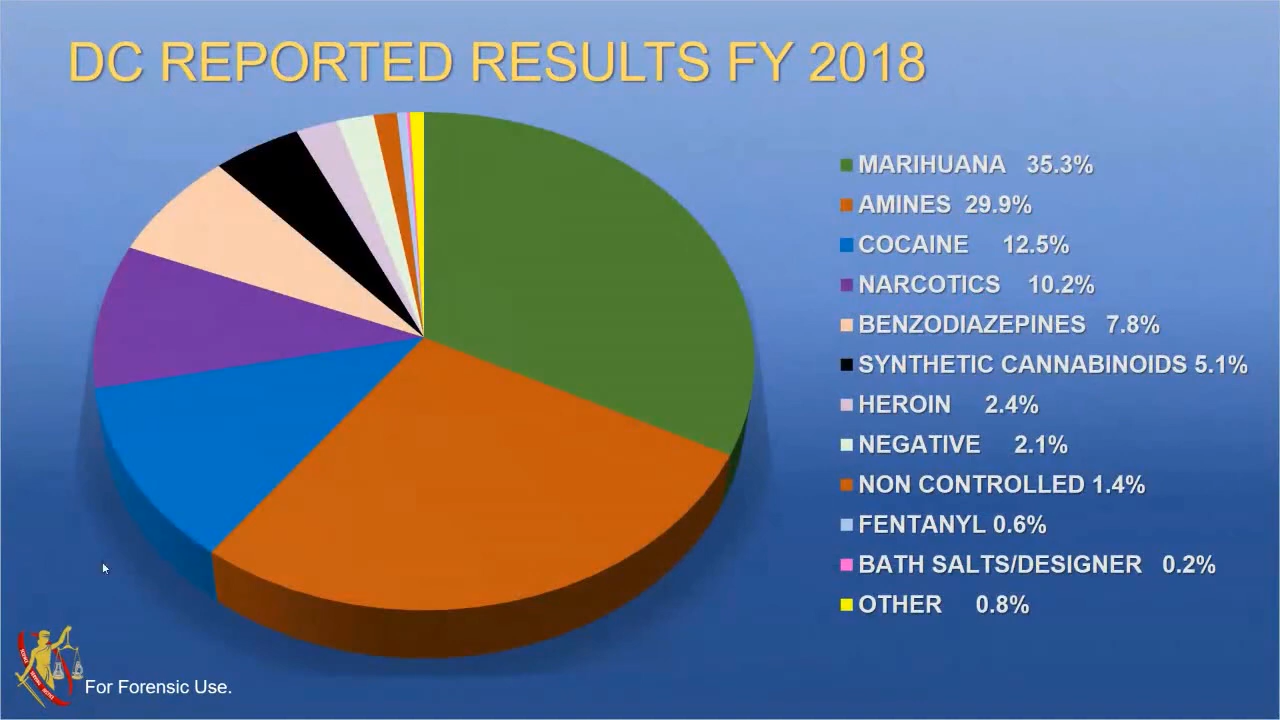 DC REPORTED RESULTS FY 2018
MARIHUANA 35.3%
AMINES 29.9%
COCAINE 12.5%
NARCOTICS 10.2%
BENZODIAZEPINES 7.8%
SYNTHETIC CANNABINOIDS 5.1%
HEROIN 2.4%
NEGATIVE 2.1%
NON CONTROLLED 1.4%
FENTANYL 0.6%
BATH SALTS/DESIGNER 0.2%
OTHER 0.8%
For Forensic Use.